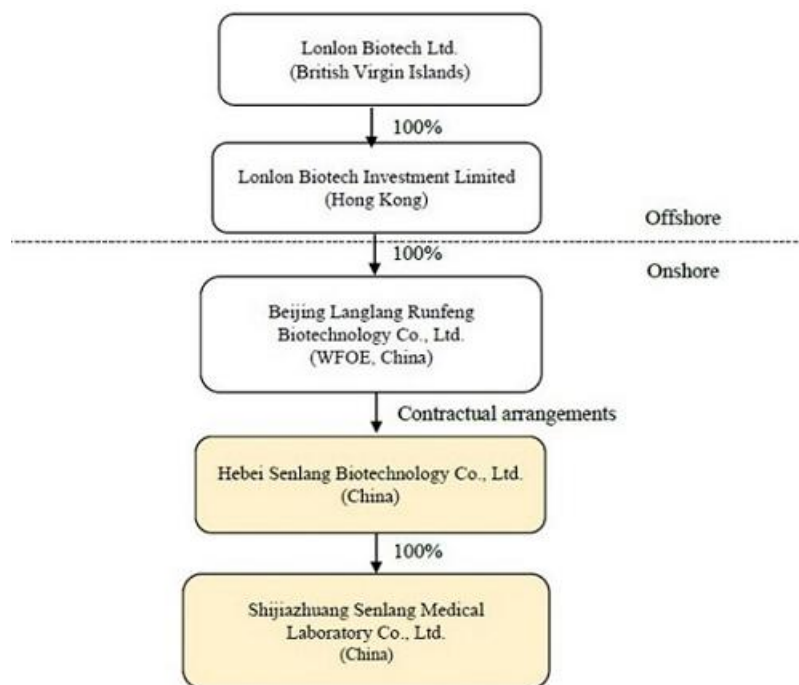 Lonlon Biotech Ltd.
(British Virgin Islands)
100%
Lonlon Biotech Investment Limited
(Hong Kong)
Offshore
100%
Onshore
Beijing Langlang Runfeng
Biotechnology Co., Ltd.
(WFOE, China)
Contractual arrangements
Hebei Senlang Biotechnology Co., Ltd.
(China)
100%
Shijiazhuang Senlang Medical
Laboratory Co., Ltd.
(China)